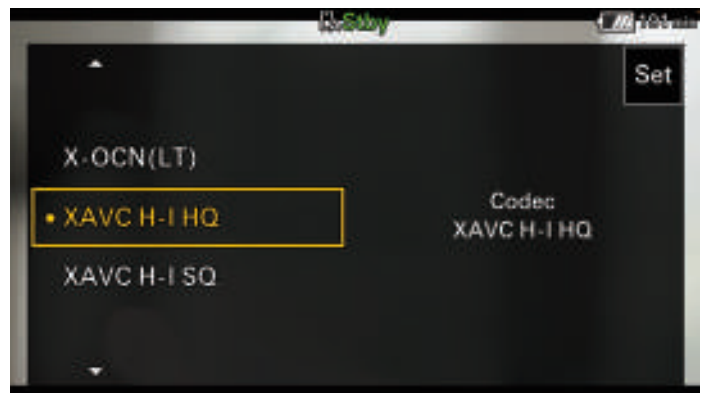 Stby
Set
X-OCN(LT)
XAVC H-I HQ
Codec
XAVC H-I HQ
XAVC H-I SQ